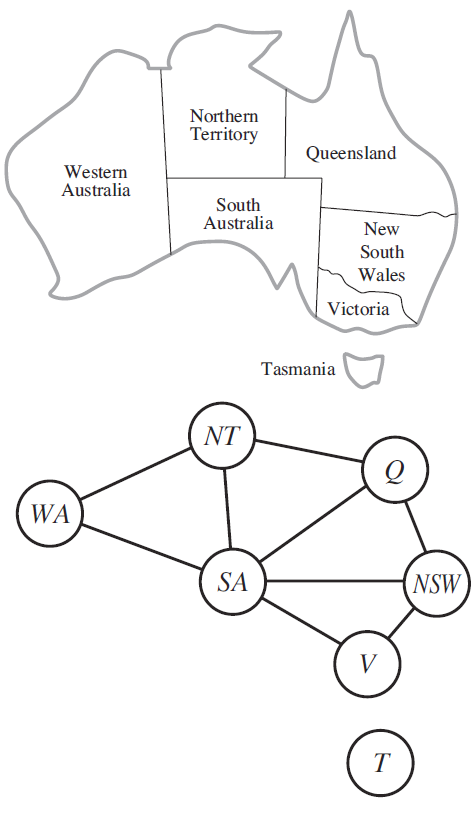 Northern
Territory
Queensland
Western
Australia
South
Australia
New
South
Wales
Victoria
Tasmania
NT
Q
WA
SA
NSW
V
T